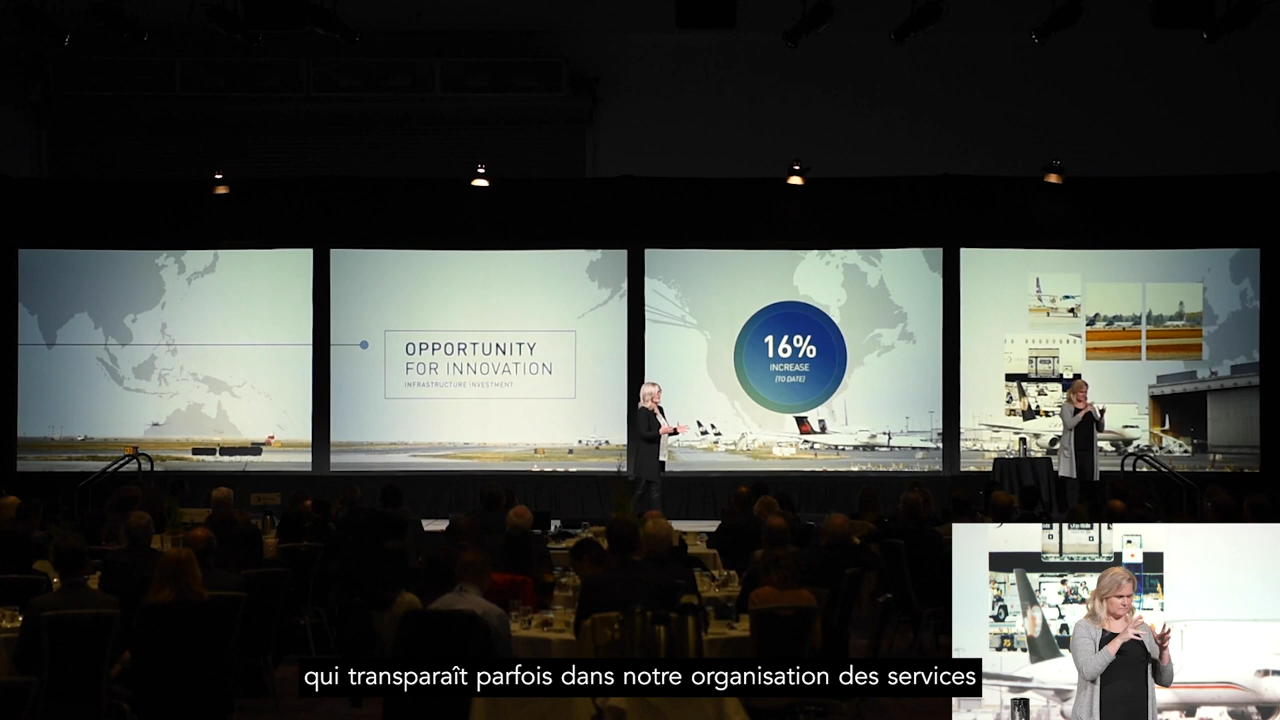 OPPORTUNITY
FOR INNOVATION
INFRASTRUCTURE INVESTMENT
16%
INCREASE
(TO DATE)
qui transparaît parfois dans notre organisation des services